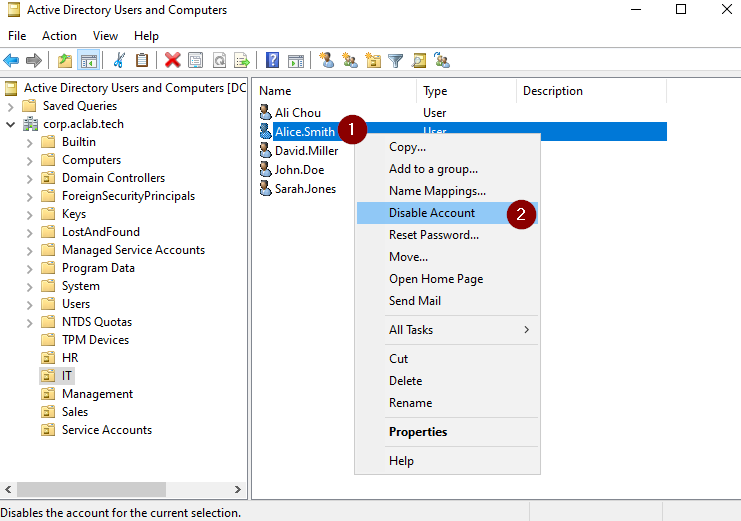 Active Directory Users and Computers
File Action View Help
Active Directory Users and Computers [DC
Saved Queries
corp.aclab.tech
Builtin
Computers
Domain Controllers
ForeignSecurityPrincipals
Keys
LostAndFound
Managed Service Accounts
Program Data
System
Users
NTDS Quotas
TPM Devices
HR
IT
Management
Sales
Service Accounts
Name Type Description
Ali Chou User
Alice.Smith 1 User
David.Miller
John.Doe
Sarah.Jones
Copy...
Add to a group...
Name Mappings...
Disable Account 2
Reset Password...
Move...
Open Home Page
Send Mail
All Tasks
Cut
Delete
Rename
Properties
Help
Disables the account for the current selection.